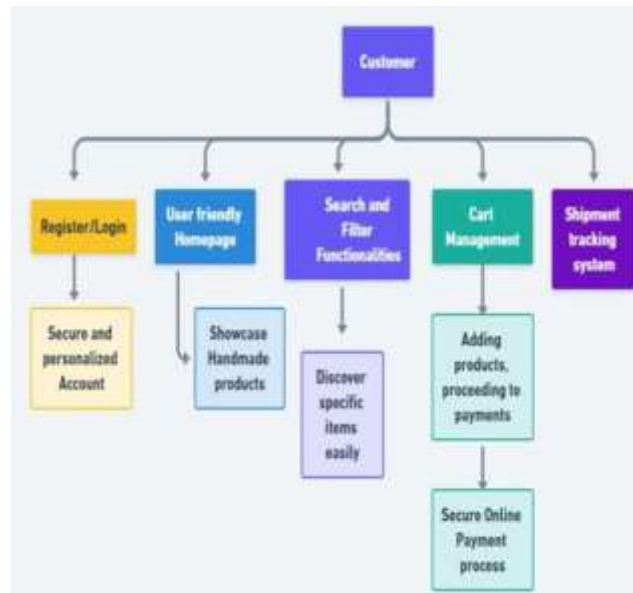 Customer
Register/Login
User friendly
Homepage
Search and
Filter
Functionalities
Cart
Management
Shipment
tracking
system
Secure and
personalized
Account
Showcase
Handmade
products
Discover
specific
items
easily
Adding
products,
proceeding to
payments
Secure Online
Payment
process